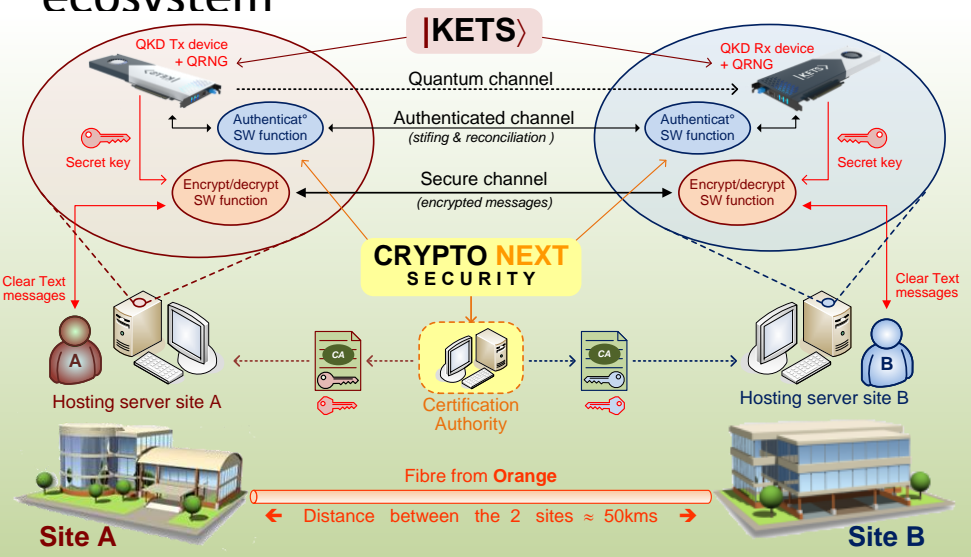 ecosystem
|KETS⟩
QKD Tx device
+ QRNG
QKD Rx device
+ QRNG
|KETS⟩
|KETS⟩
Quantum channel
Authenticat°
SW function
Authenticated channel
(stifing & reconciliation )
Authenticat°
SW function
Secret key
Secret key
Encrypt/decrypt
SW function
Secure channel
(encrypted messages)
Encrypt/decrypt
SW function
CRYPTO NEXT
SECURITY
Clear Text
messages
Clear Text
messages
A
CA
CA
B
Hosting server site A
Certification
Authority
Hosting server site B
Fibre from Orange
Distance between the 2 sites ≈ 50kms
Site A
Site B